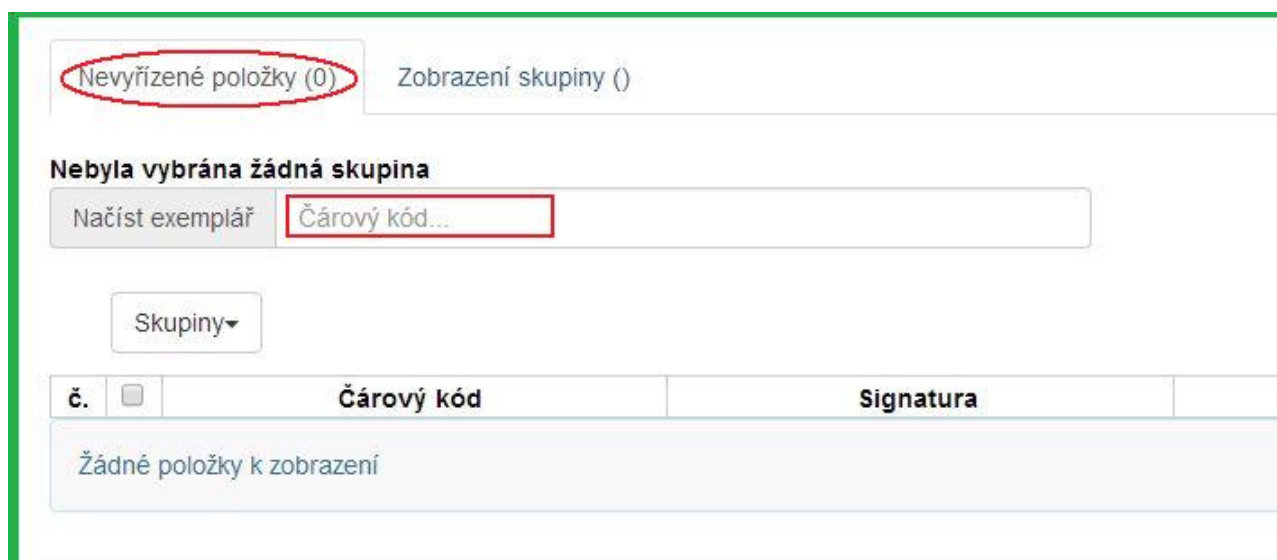 Nevyřízené položky (0) Zobrazení skupiny ()
Nebyla vybrána žádná skupina
Načíst exemplář Čárový kód...
Skupiny
č. Čárový kód Signatura
Žádné položky k zobrazení